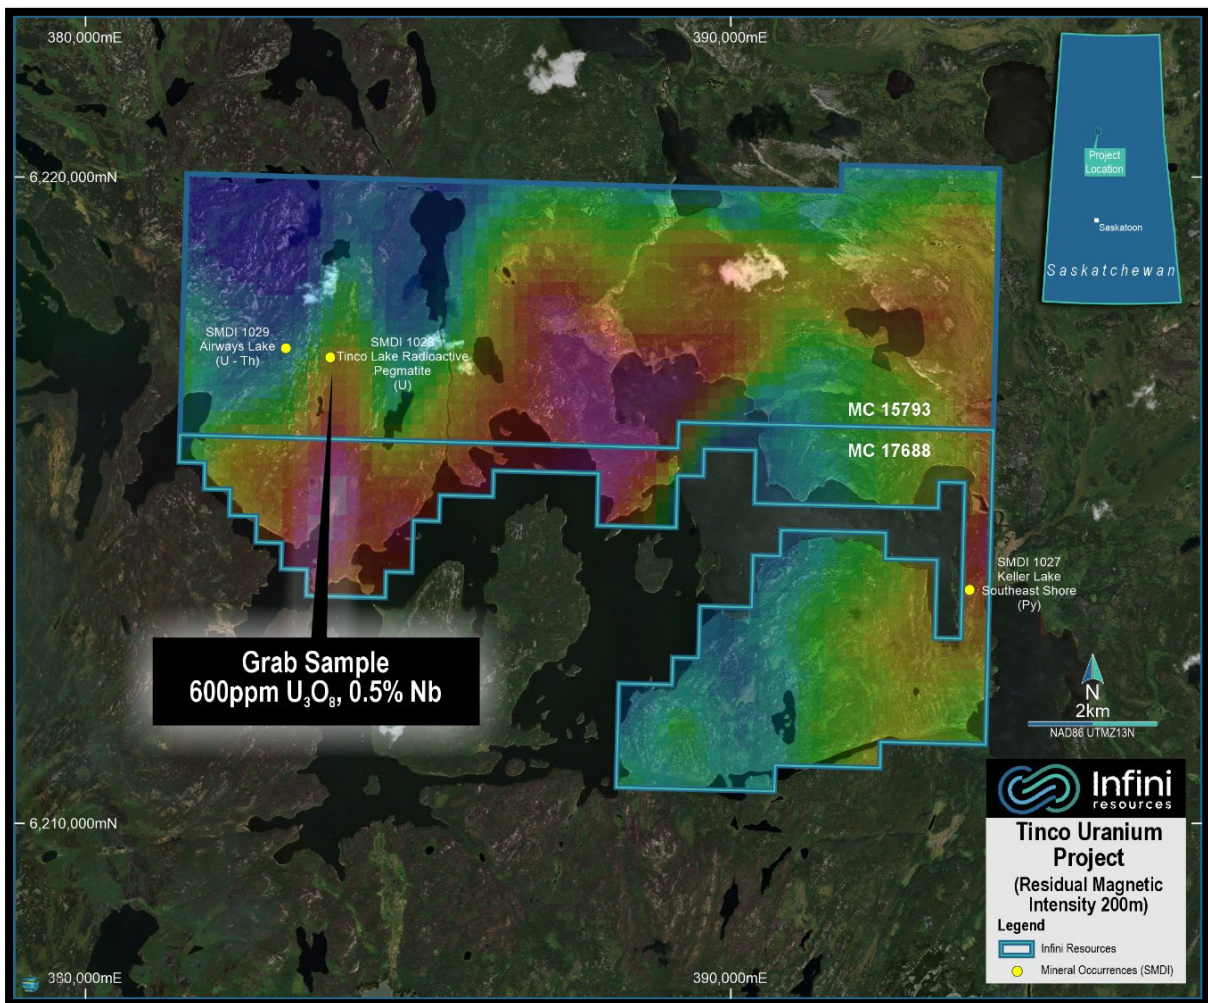 380,000mE
390,000mE
6,220,000mN
Project
Location
Saskatoon
Saskatchewan
SMDI 1029
Airways Lake
(U - Th)
SMDI 1028
Tinco Lake Radioactive
Pegmatite
(U)
MC 15793
MC 17688
SMDI 1027
Keller Lake
Southeast Shore
(Py)
Grab Sample
600ppm U₃O₈, 0.5% Nb
N
2km
NAD86 UTMZ13N
Infini
resources
6,210,000mN
Tinco Uranium
Project
(Residual Magnetic
Intensity 200m)
Legend
Infini Resources
Mineral Occurrences (SMDI)
380,000mE
390,000mE